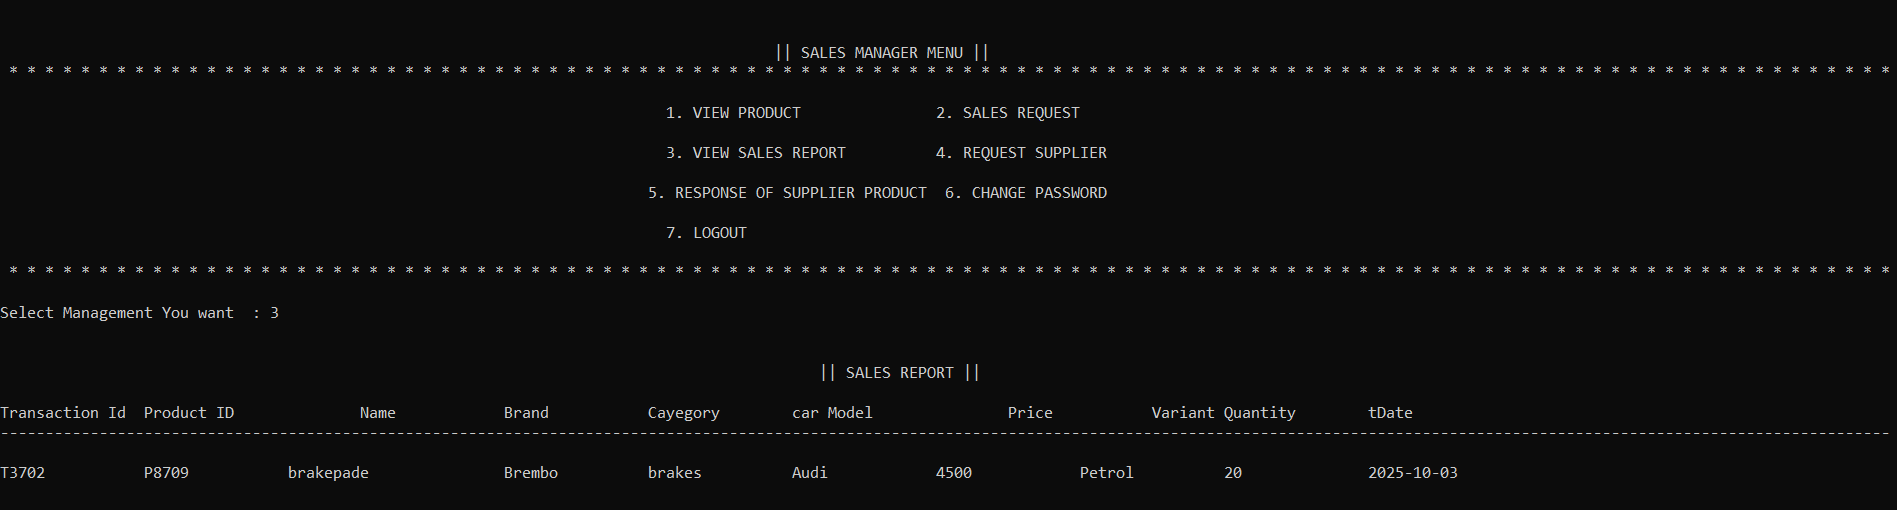 || SALES MANAGER MENU ||
* * * * * * * * * * * * * * * * * * * * * * * * * * * * * * * * * * * * * * * * * * * * * * * * * * * * * * * * * * * * * * * * * * * * * * * * * * * * * * * * * * * * * * * * * * * * * * * * * * * * * * * * *
1. VIEW PRODUCT 2. SALES REQUEST
3. VIEW SALES REPORT 4. REQUEST SUPPLIER
5. RESPONSE OF SUPPLIER PRODUCT 6. CHANGE PASSWORD
7. LOGOUT
* * * * * * * * * * * * * * * * * * * * * * * * * * * * * * * * * * * * * * * * * * * * * * * * * * * * * * * * * * * * * * * * * * * * * * * * * * * * * * * * * * * * * * * * * * * * * * * * * * * * * * * * *
Select Management You want : 3
|| SALES REPORT ||
Transaction Id Product ID Name Brand Cayegory car Model Price Variant Quantity tDate
------------------------------------------------------------------------------------------------------------------------------------------------------------------------------------------------------------------
T3702 P8709 brakepade Brembo brakes Audi 4500 Petrol 20 2025-10-03